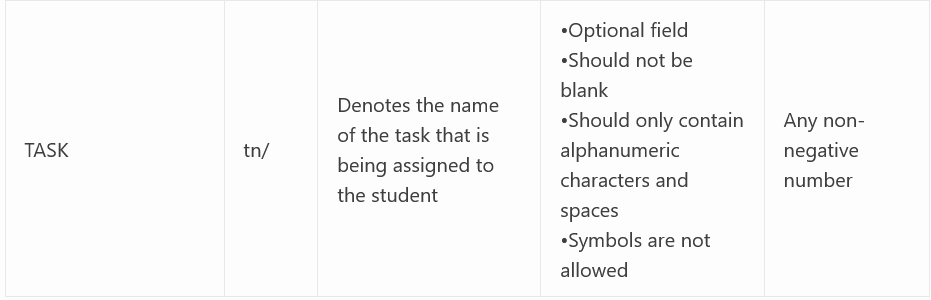 TASK
tn/
Denotes the name
of the task that is
being assigned to
the student
•Optional field
•Should not be
blank
•Should only contain
alphanumeric
characters and
spaces
•Symbols are not
allowed
Any non-
negative
number